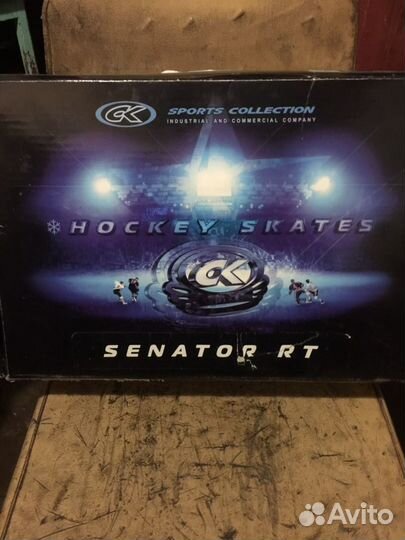 CK SPORTS COLLECTION
INDUSTRIAL AND COMMERCIAL COMPANY
HOCKEY SKATES
CK
SENATOR RT
Avito